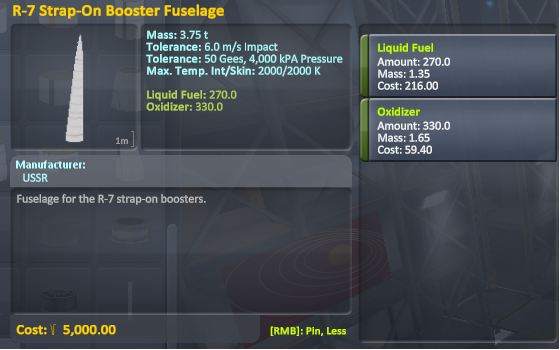 R-7 Strap-On Booster Fuselage
Mass: 3.75 t
Tolerance: 6.0 m/s Impact
Tolerance: 50 Gees, 4,000 kPa Pressure
Max. Temp. Int/Skin: 2000/2000 K
Liquid Fuel: 270.0
Oxidizer: 330.0
1m
Manufacturer:
USSR
Fuselage for the R-7 strap-on boosters.
Cost: 5,000.00
[RMB]: Pin, Less
Liquid Fuel
Amount: 270.0
Mass: 1.35
Cost: 216.00
Oxidizer
Amount: 330.0
Mass: 1.65
Cost: 59.40